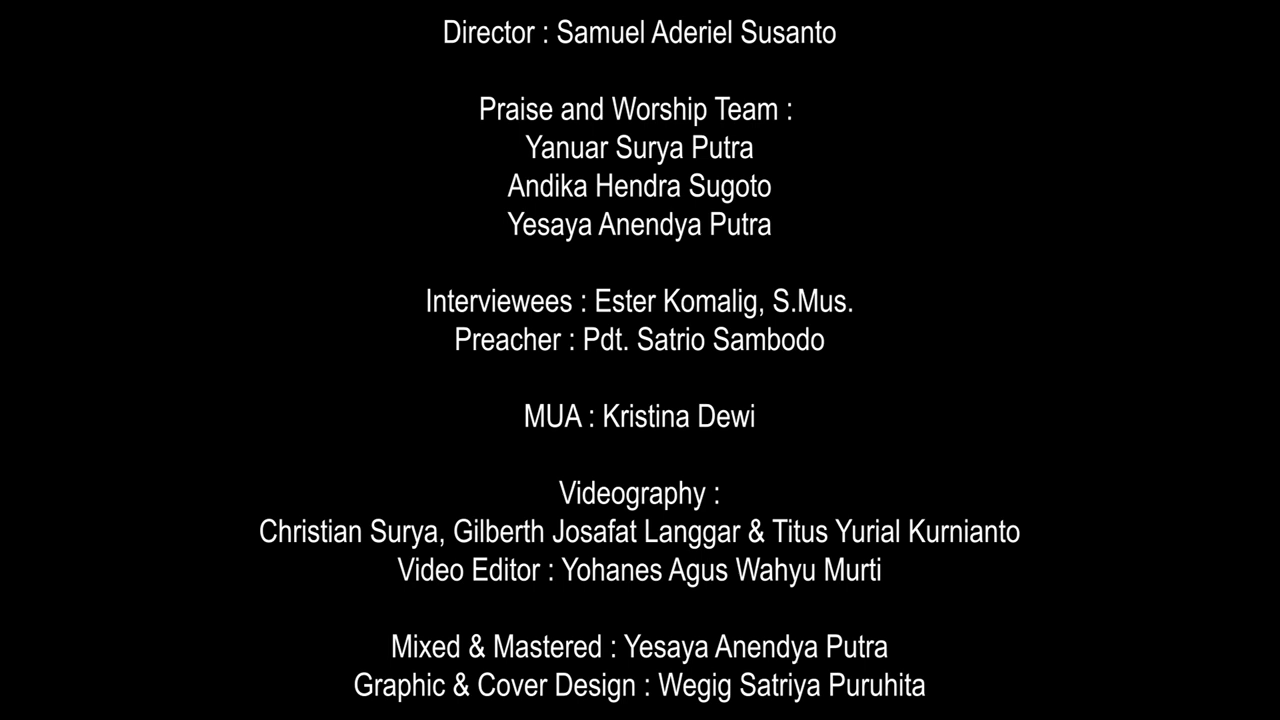 Director : Samuel Aderiel Susanto
Praise and Worship Team :
Yanuar Surya Putra
Andika Hendra Sugoto
Yesaya Anendya Putra
Interviewees : Ester Komalig, S.Mus.
Preacher : Pdt. Satrio Sambodo
MUA : Kristina Dewi
Videography :
Christian Surya, Gilberth Josafat Langgar & Titus Yurial Kurnianto
Video Editor : Yohanes Agus Wahyu Murti
Mixed & Mastered : Yesaya Anendya Putra
Graphic & Cover Design : Wegig Satriya Puruhita